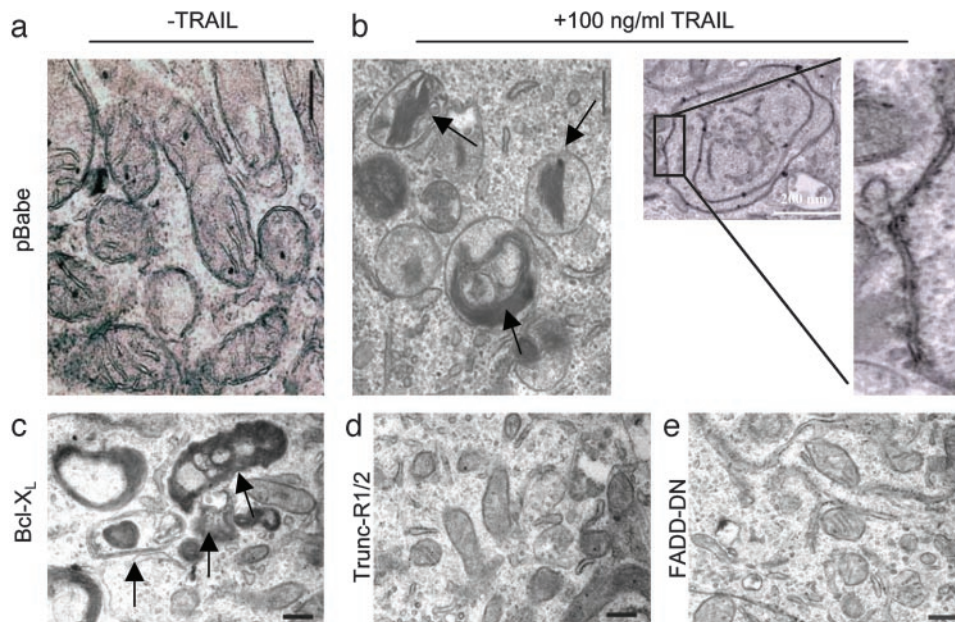 a
-TRAIL
b
+100 ng/ml TRAIL
pBabe
200 nm
c
Bcl-XL
d
Trunc-R1/2
e
FADD-DN